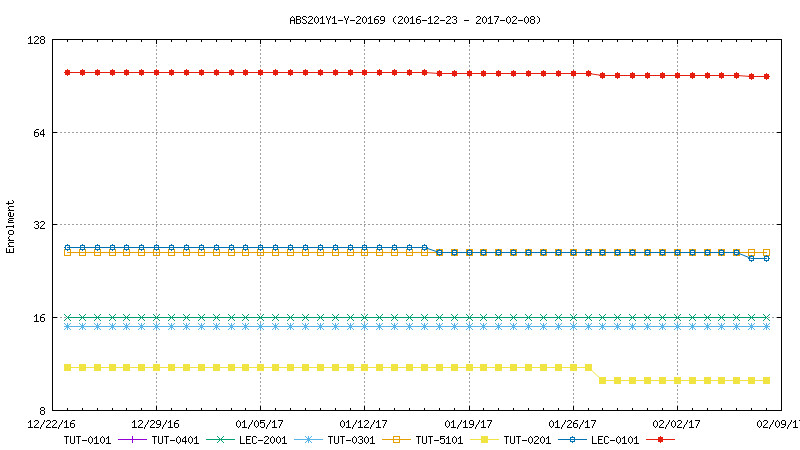 ABS201Y1-Y-20169 (2016-12-23 - 2017-02-08)
128
64
32
16
8
Enrolment
12/22/16 12/29/16 01/05/17 01/12/17 01/19/17 01/26/17 02/02/17 02/09/17
TUT-0101 TUT-0401 LEC-2001 TUT-0301 TUT-5101 TUT-0201 LEC-0101